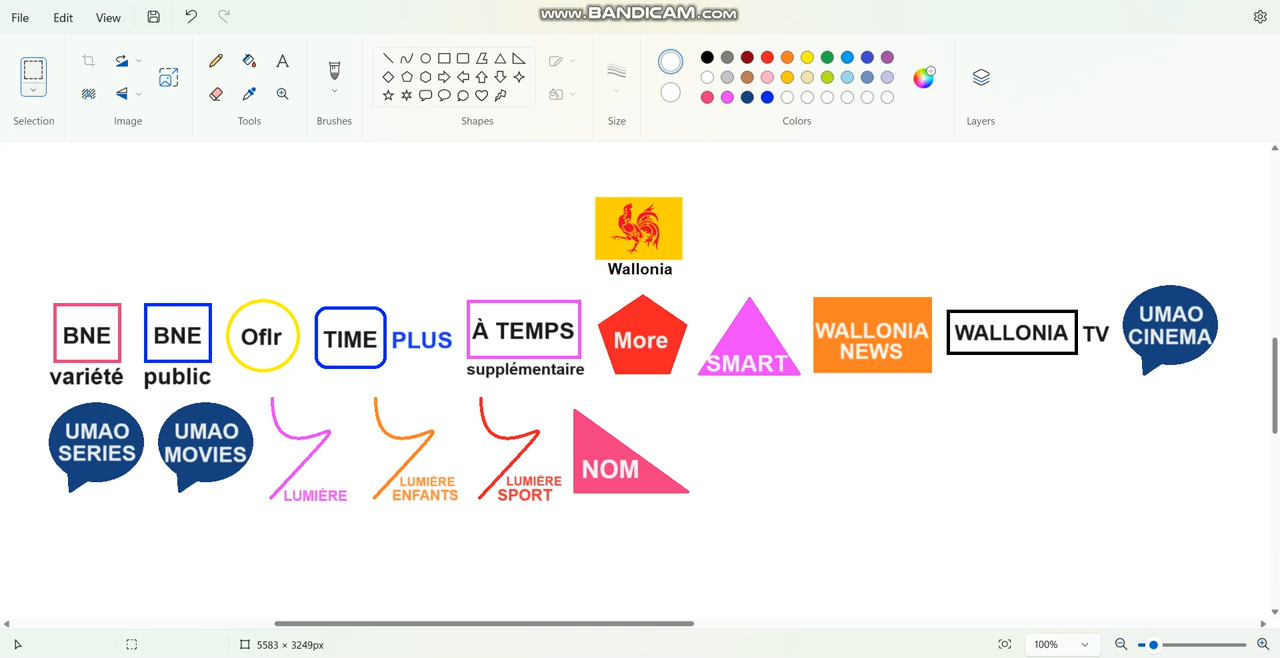 www.BANDICAM.com
File Edit View
Selection Image Tools Brushes Shapes Size Colors Layers
Wallonia
BNE
variété
BNE
public
Oflr
TIME PLUS
À TEMPS
supplémentaire
More
SMART
WALLONIA
NEWS
WALLONIA TV
UMAO
CINEMA
UMAO
SERIES
UMAO
MOVIES
LUMIÈRE
LUMIÈRE
ENFANTS
LUMIÈRE
SPORT
NOM
5583 × 3249px
100%